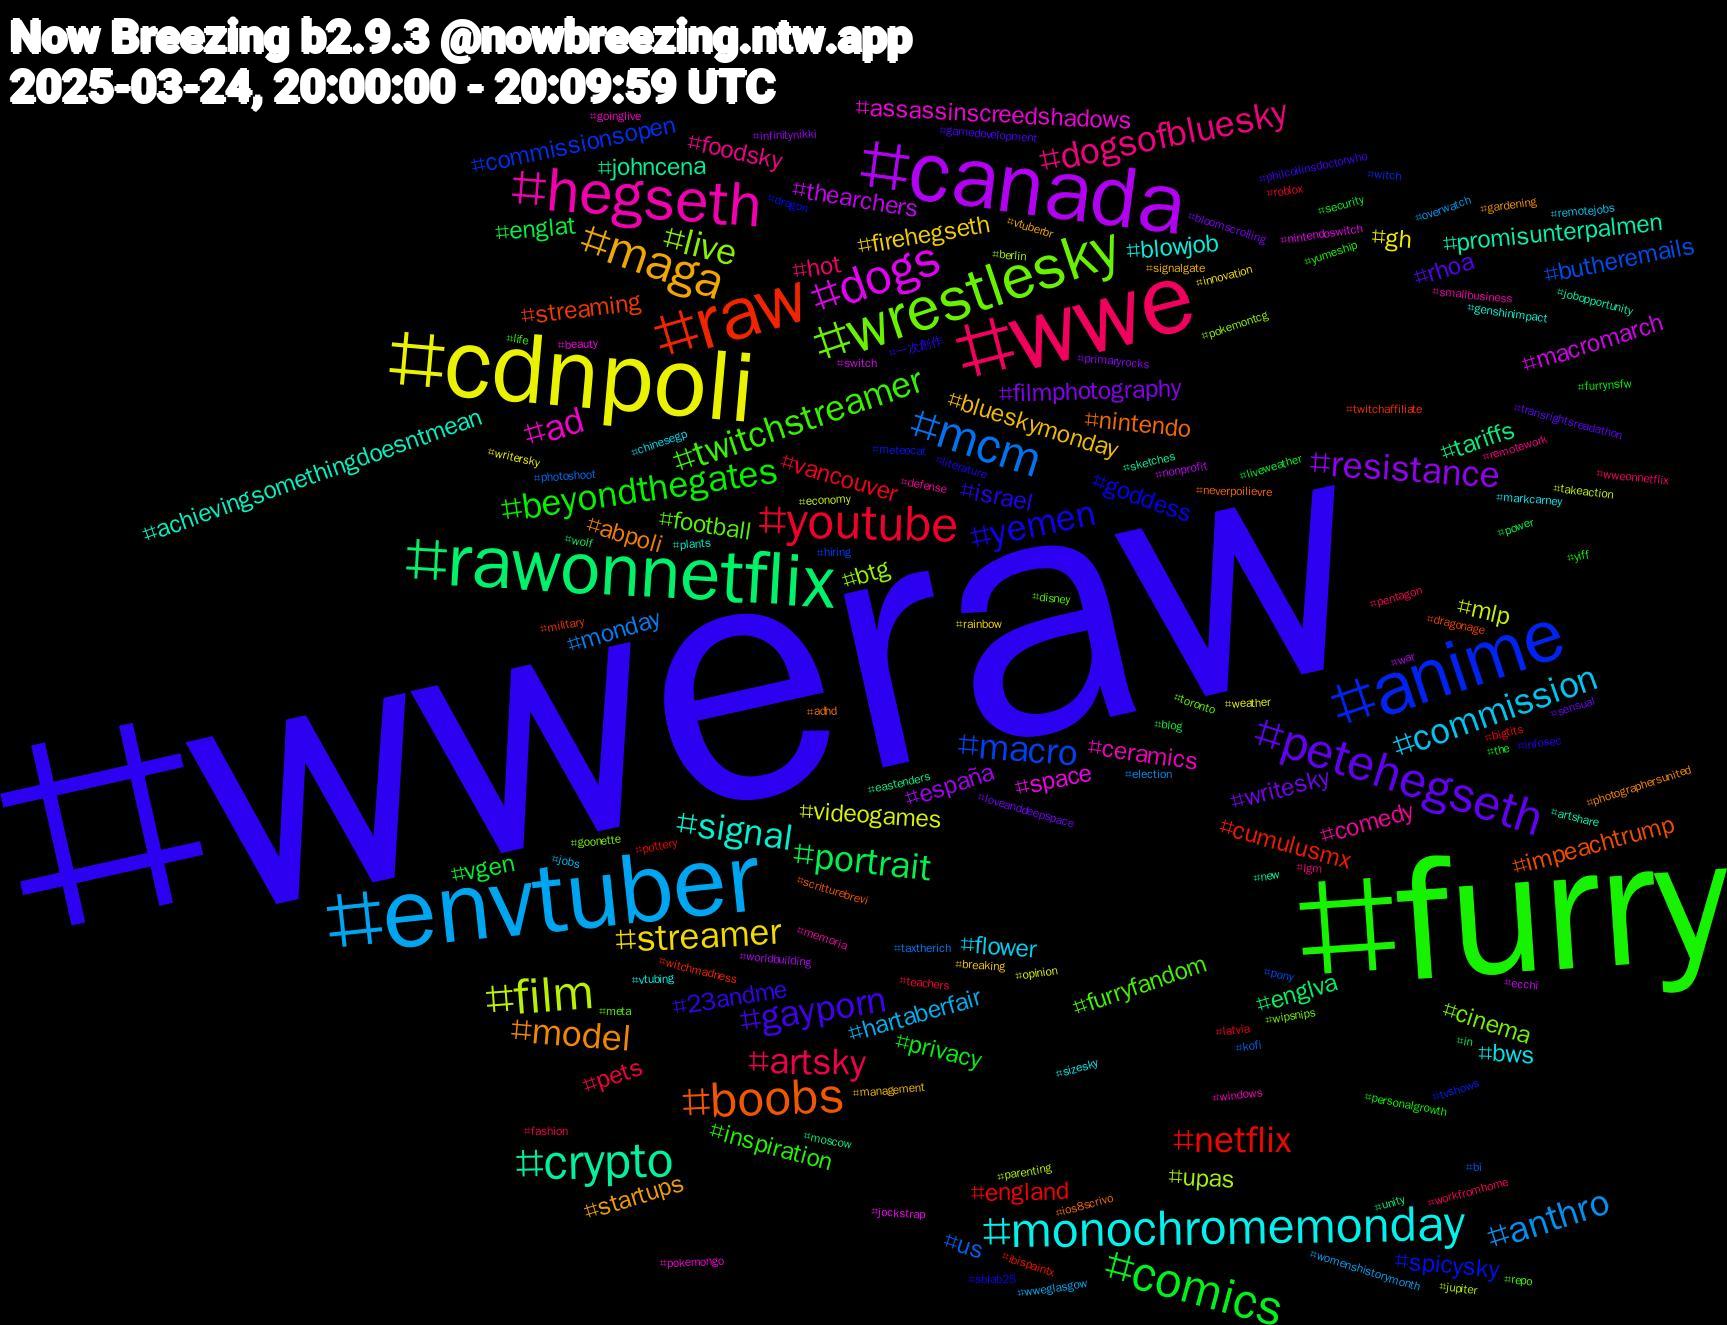 Now Breezing b2.9.3 @nowbreezing.ntw.app
2025-03-24, 20:00:00 - 20:09:59 UTC
#goinglive
#infinitynikki
#gamedevelopment
#assassinscreedshadows
#dogsofbluesky
#commissionsopen
#foodsky
#johncena
#hegseth
#canada
#thearchers
#philcollinsdoctorwho
#witch
#roblox
#overwatch
#remotejobs
#gardening
#dragon
#bloomscrolling
#security
#englat
#maga
#live
#firehegseth
#blowjob
#gh
#promisunterpalmen
#vtuberbr
#nintendoswitch
#yumeship
#dogs
#wrestlesky
#hot
#berlin
#signalgate
#butheremails
#rhoa
#raw
#wwe
#innovation
#jobopportunity
#streaming
#smallbusiness
#genshinimpact
#cdnpoli
#life
#beauty
#一次創作
#switch
#pokemontcg
#macromarch
#primaryrocks
#filmphotography
#twitchstreamer
#blueskymonday
#nintendo
#furrynsfw
#twitchaffiliate
#transrightsreadathon
#writersky
#chinesegp
#mcm
#tariffs
#remotework
#achievingsomethingdoesntmean
#photoshoot
#meteocat
#literature
#sketches
#nonprofit
#liveweather
#wweonnetflix
#beyondthegates
#vancouver
#resistance
#defense
#neverpoilievre
#takeaction
#economy
#goddess
#israel
#markcarney
#youtube
#yemen
#football
#abpoli
#wolf
#plants
#hiring
#power
#rawonnetflix
#btg
#yiff
#pentagon
#disney
#mlp
#military
#rainbow
#dragonage
#weraw
#wweraw
#monday
#war
#toronto
#weather
#anime
#macro
#ceramics
#commission
#adhd
#sensual
#petehegseth
#space
#españa
#writesky
#signal
#videogames
#infosec
#bigtits
#blog
#the
#election
#comedy
#loveanddeepspace
#cumulusmx
#eastenders
#artshare
#photographersunited
#impeachtrump
#goonette
#pottery
#portrait
#vgen
#jobs
#lgm
#new
#scritturebrevi
#envtuber
#streamer
#flower
#furry
#memoria
#taxtherich
#worldbuilding
#breaking
#opinion
#pony
#ecchi
#film
#furryfandom
#witchmadness
#vtubing
#teachers
#23andme
#gayporn
#hartaberfair
#englva
#meta
#wipsnips
#cinema
#model
#artsky
#privacy
#bws
#latvia
#in
#kofi
#pets
#boobs
#sizesky
#management
#windows
#tvshows
#personalgrowth
#fashion
#inspiration
#moscow
#crypto
#netflix
#parenting
#upas
#bi
#startups
#england
#workfromhome
#unity
#jockstrap
#ios8scrivo
#monochromemonday
#anthro
#us
#spicysky
#pokemongo
#ibispaintx
#womenshistorymonth
#comics
#repo
#wweglasgow
#jupiter